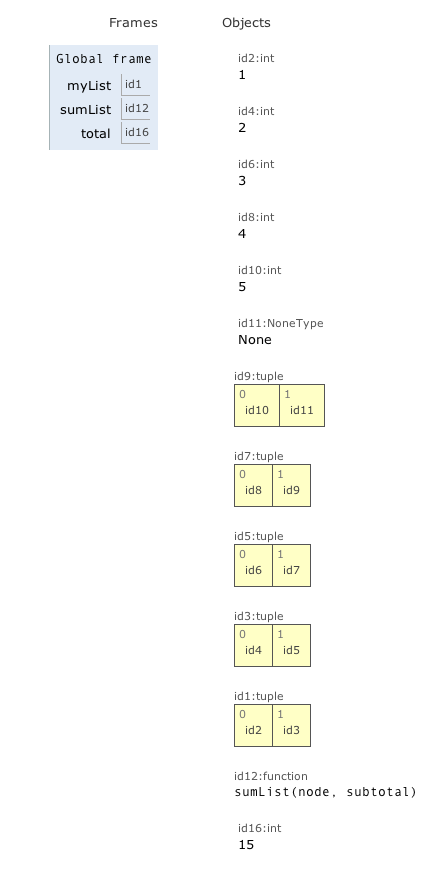 Frames Objects
Global frame
myList id1
sumList id12
total id16
id2:int
1
id4:int
2
id6:int
3
id8:int
4
id10:int
5
id11:NoneType
None
id9:tuple
0 1
id10 id11
id7:tuple
0 1
id8 id9
id5:tuple
0 1
id6 id7
id3:tuple
0 1
id4 id5
id1:tuple
0 1
id2 id3
id12:function
sumList(node, subtotal)
id16:int
15